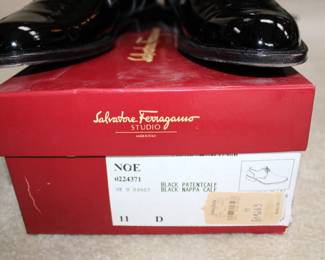 Salvatore Ferragamo
STUDIO
NOE
0224371
BLACK PATENTCALF
BLACK NAPPA CALF
11 D